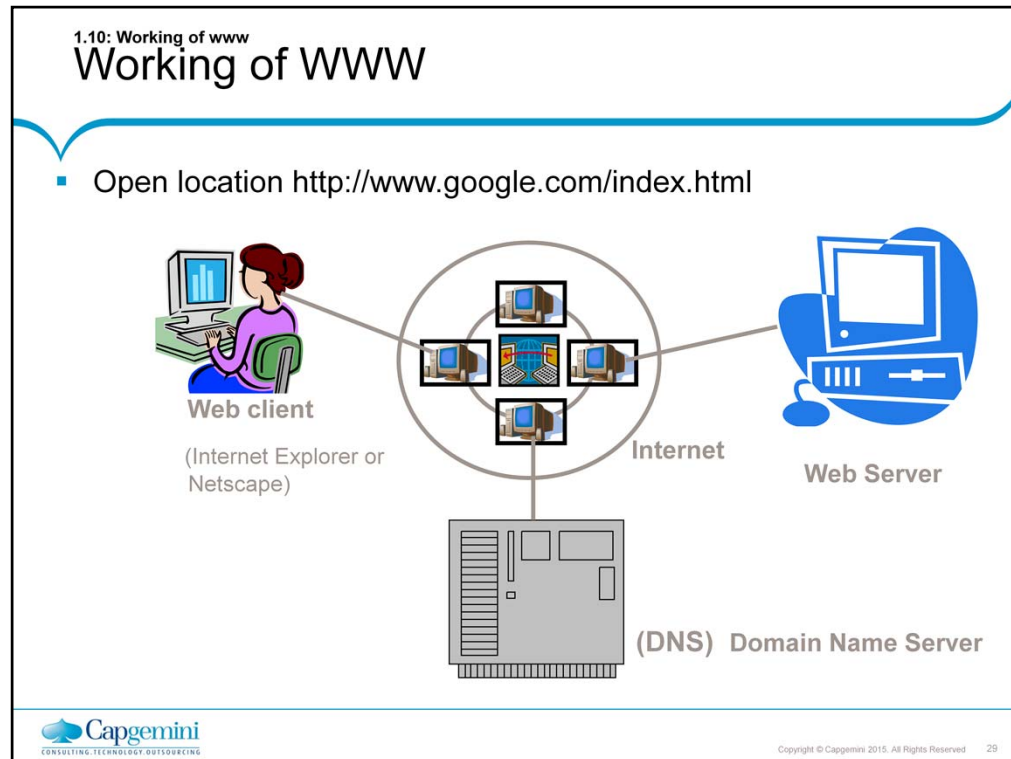 1.10: Working of www
Working of WWW
▪ Open location http://www.google.com/index.html
Web client
(Internet Explorer or
Netscape)
Internet
Web Server
(DNS) Domain Name Server
Capgemini
CONSULTING.TECHNOLOGY.OUTSOURCING
Copyright © Capgemini 2015. All Rights Reserved 29